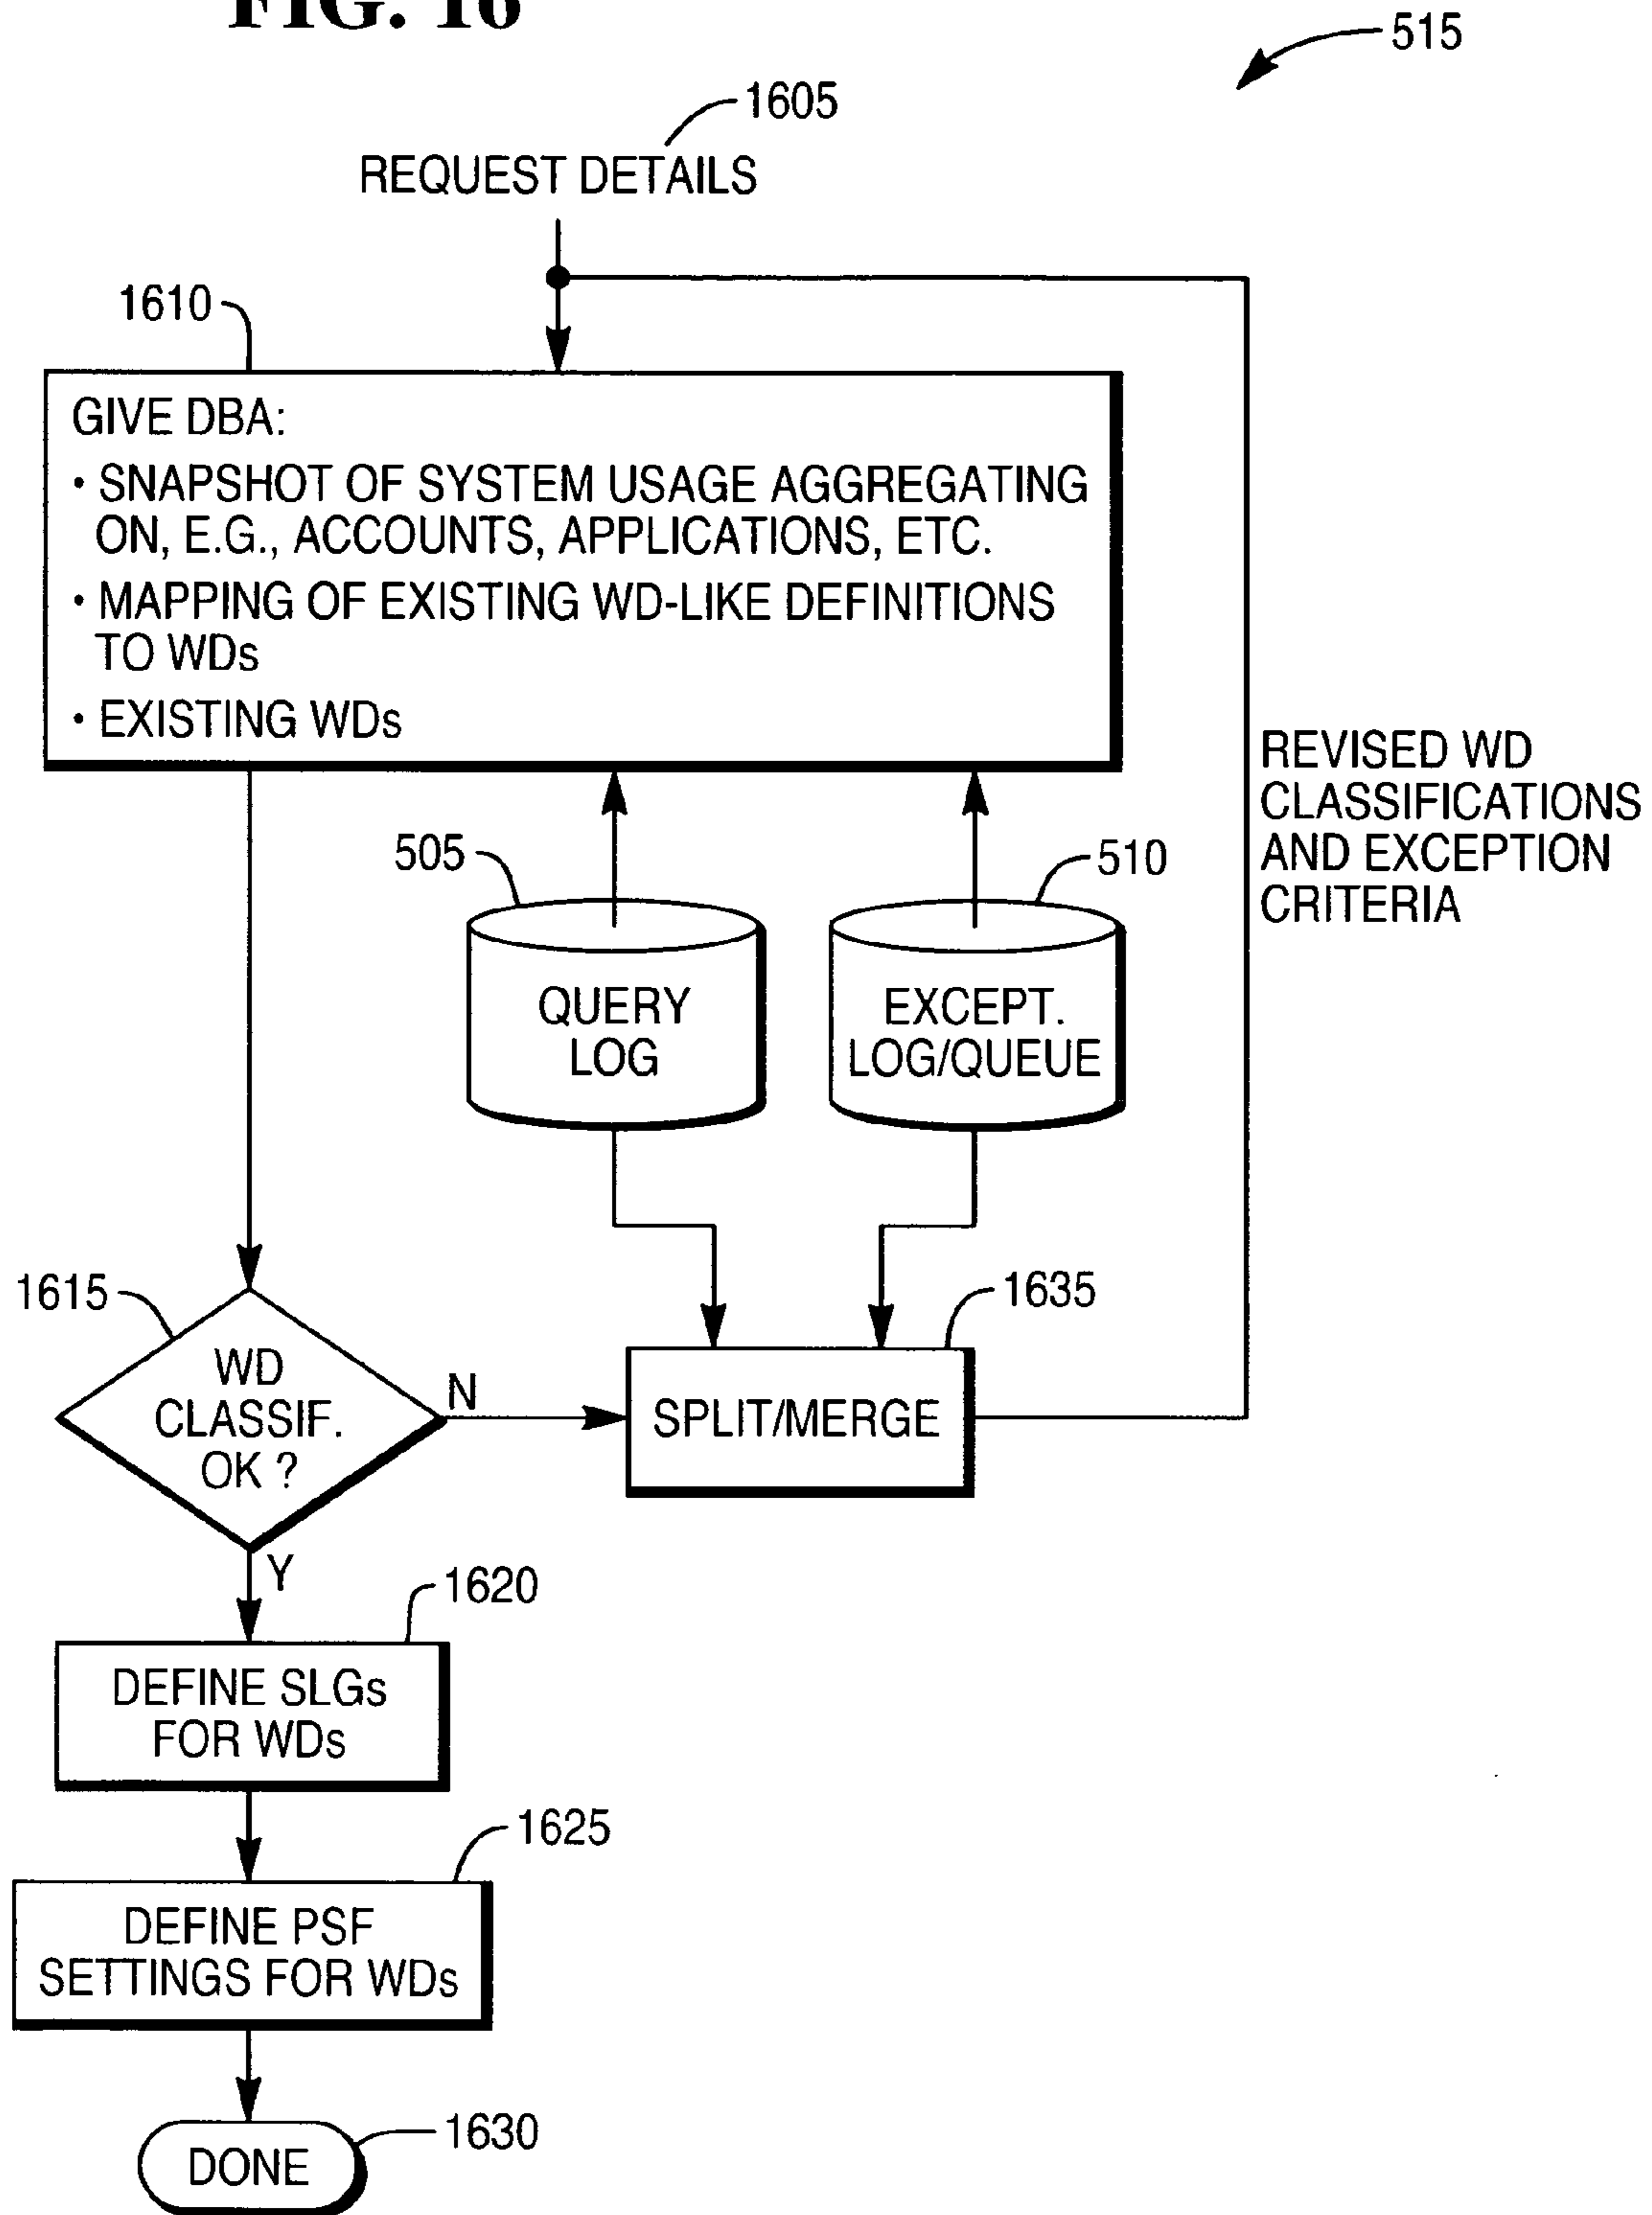 FIG. 16
515
1605
REQUEST DETAILS
1610
GIVE DBA:
• SNAPSHOT OF SYSTEM USAGE AGGREGATING
ON, E.G., ACCOUNTS, APPLICATIONS, ETC.
• MAPPING OF EXISTING WD-LIKE DEFINITIONS
TO WDs
• EXISTING WDs
REVISED WD
CLASSIFICATIONS
AND EXCEPTION
CRITERIA
505
510
QUERY
LOG
EXCEPT.
LOG/QUEUE
1615
1635
WD
CLASSIF.
OK ?
N
SPLIT/MERGE
Y
1620
DEFINE SLGs
FOR WDs
1625
DEFINE PSF
SETTINGS FOR WDs
1630
DONE